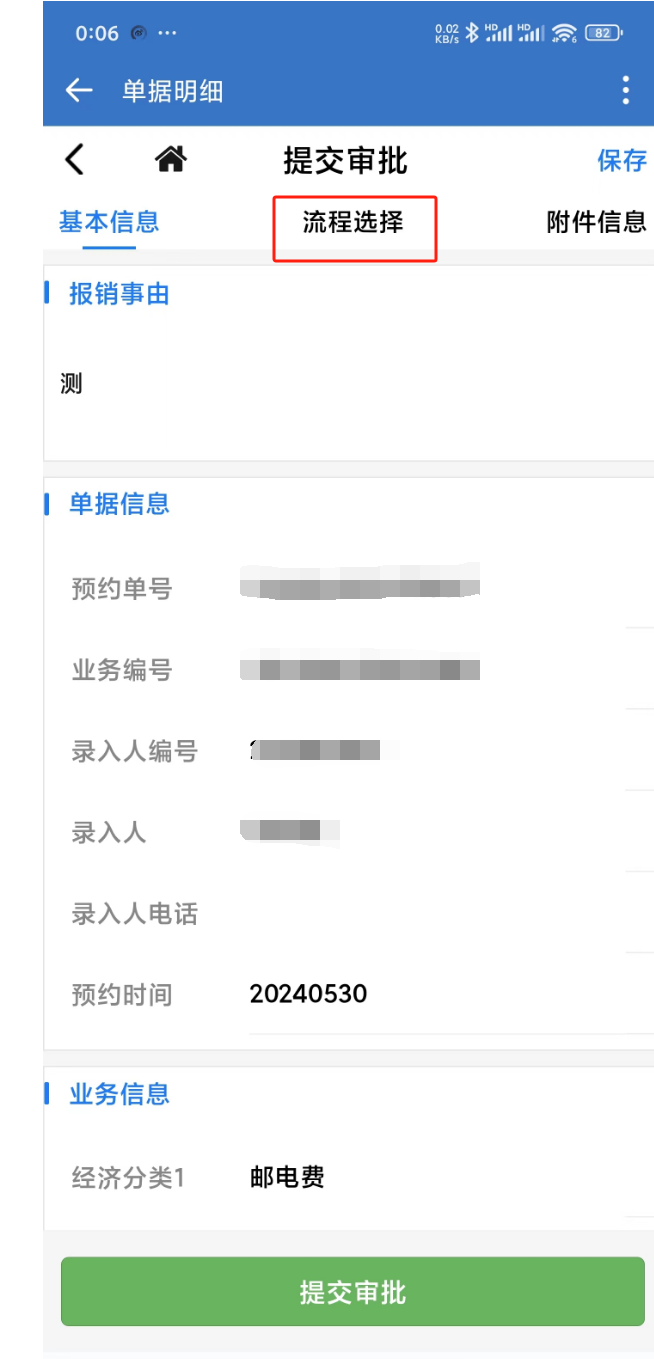 0:06 ... 0.02 KB/s HD HD 6 82
单据明细
提交审批 保存
基本信息 流程选择 附件信息
报销事由
测
单据信息
预约单号
业务编号
录入人编号
录入人
录入人电话
预约时间 20240530
业务信息
经济分类1 邮电费
提交审批